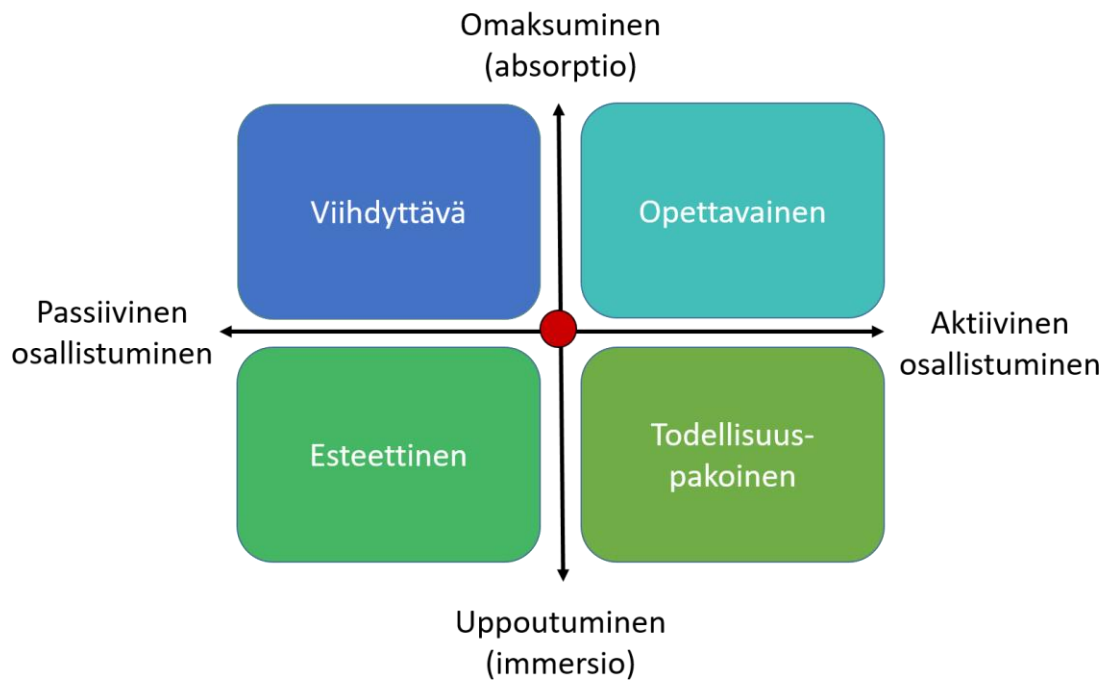 Omaksuminen
(absorptio)
Viihdyttävä
Opettavainen
Passiivinen
osallistuminen
Aktiivinen
osallistuminen
Esteettinen
Todellisuus-
pakoinen
Uppoutuminen
(immersio)